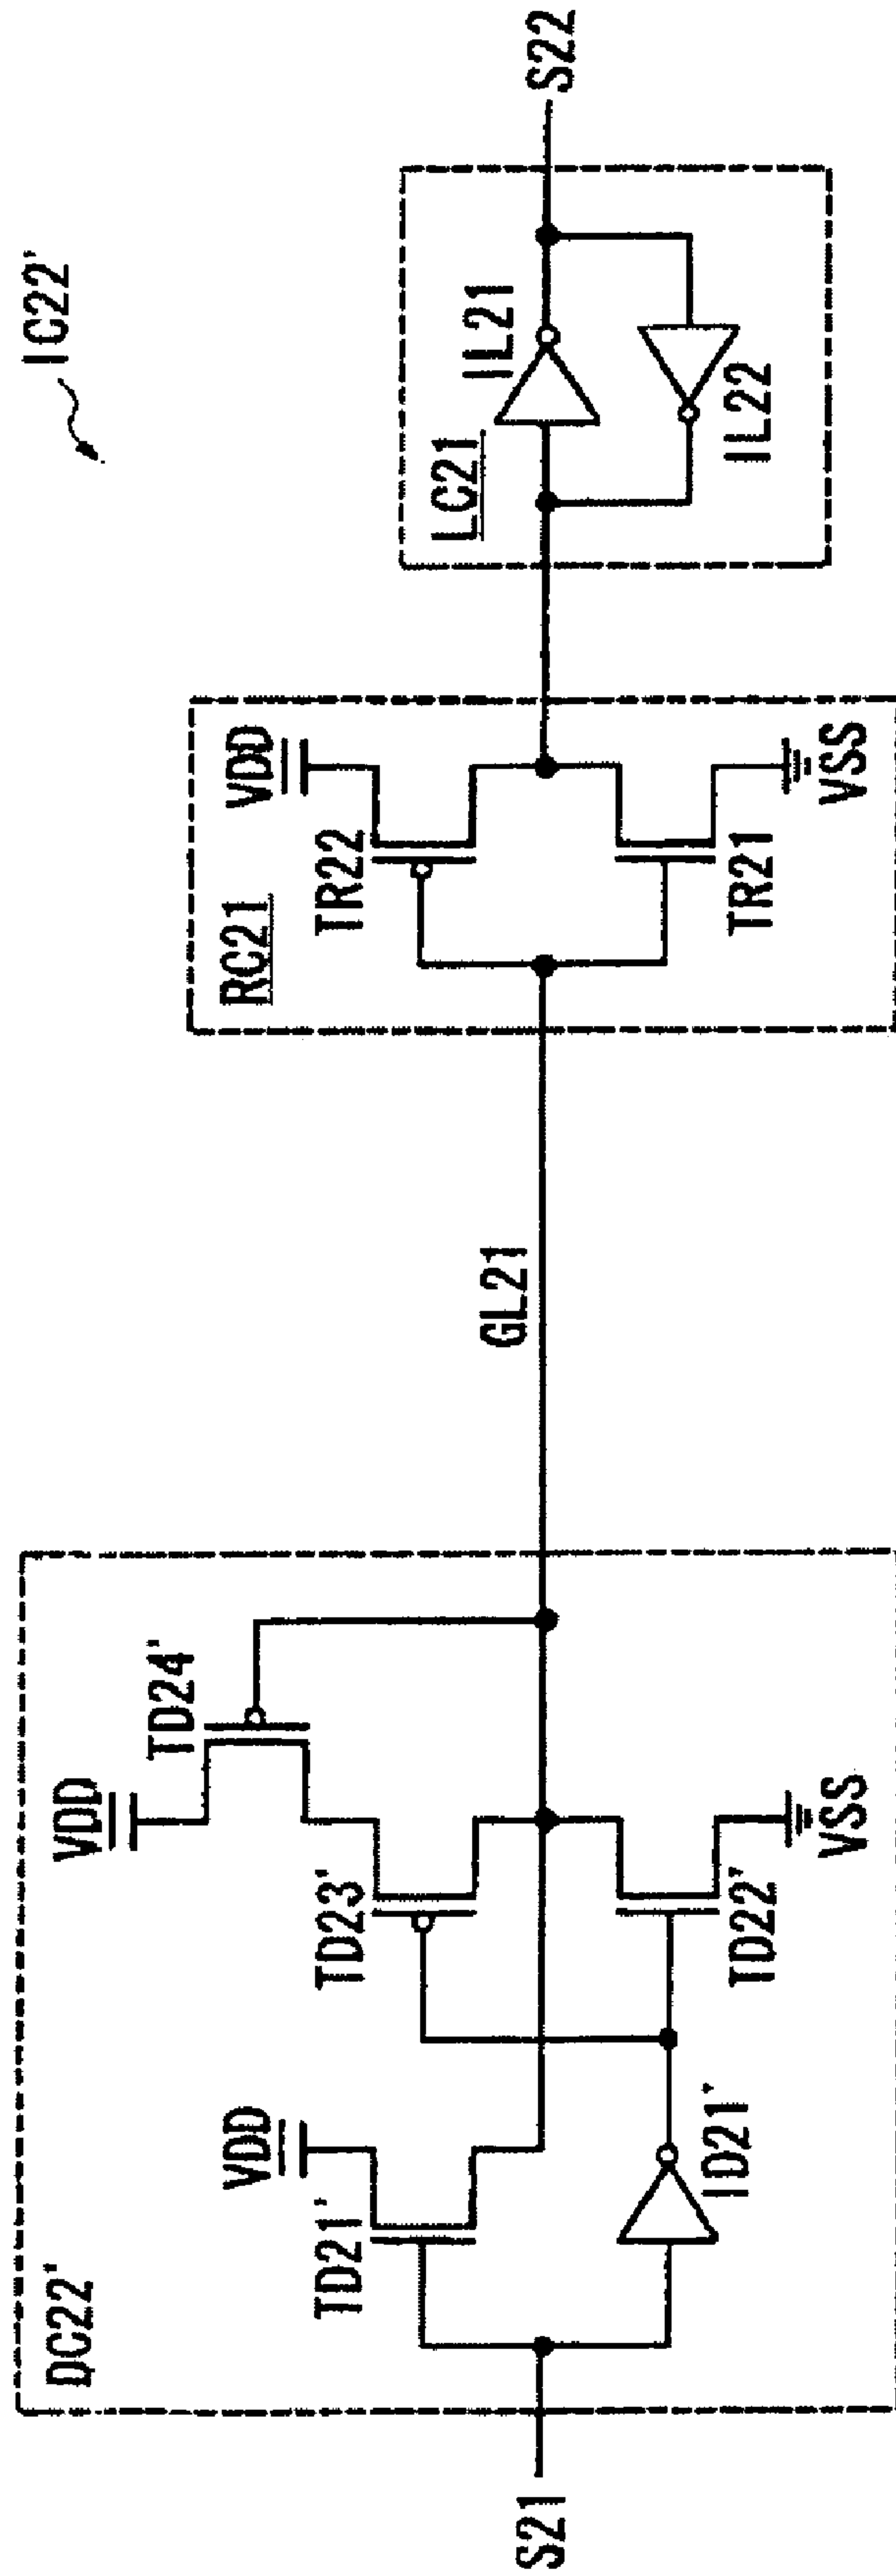 IC22'
DC22'
S21
TD21'
VDD
ID21'
TD23'
TD22'
VSS
VDD
TD24'
GL21
RC21
TR22
VDD
TR21
VSS
LC21
IL21
IL22
S22